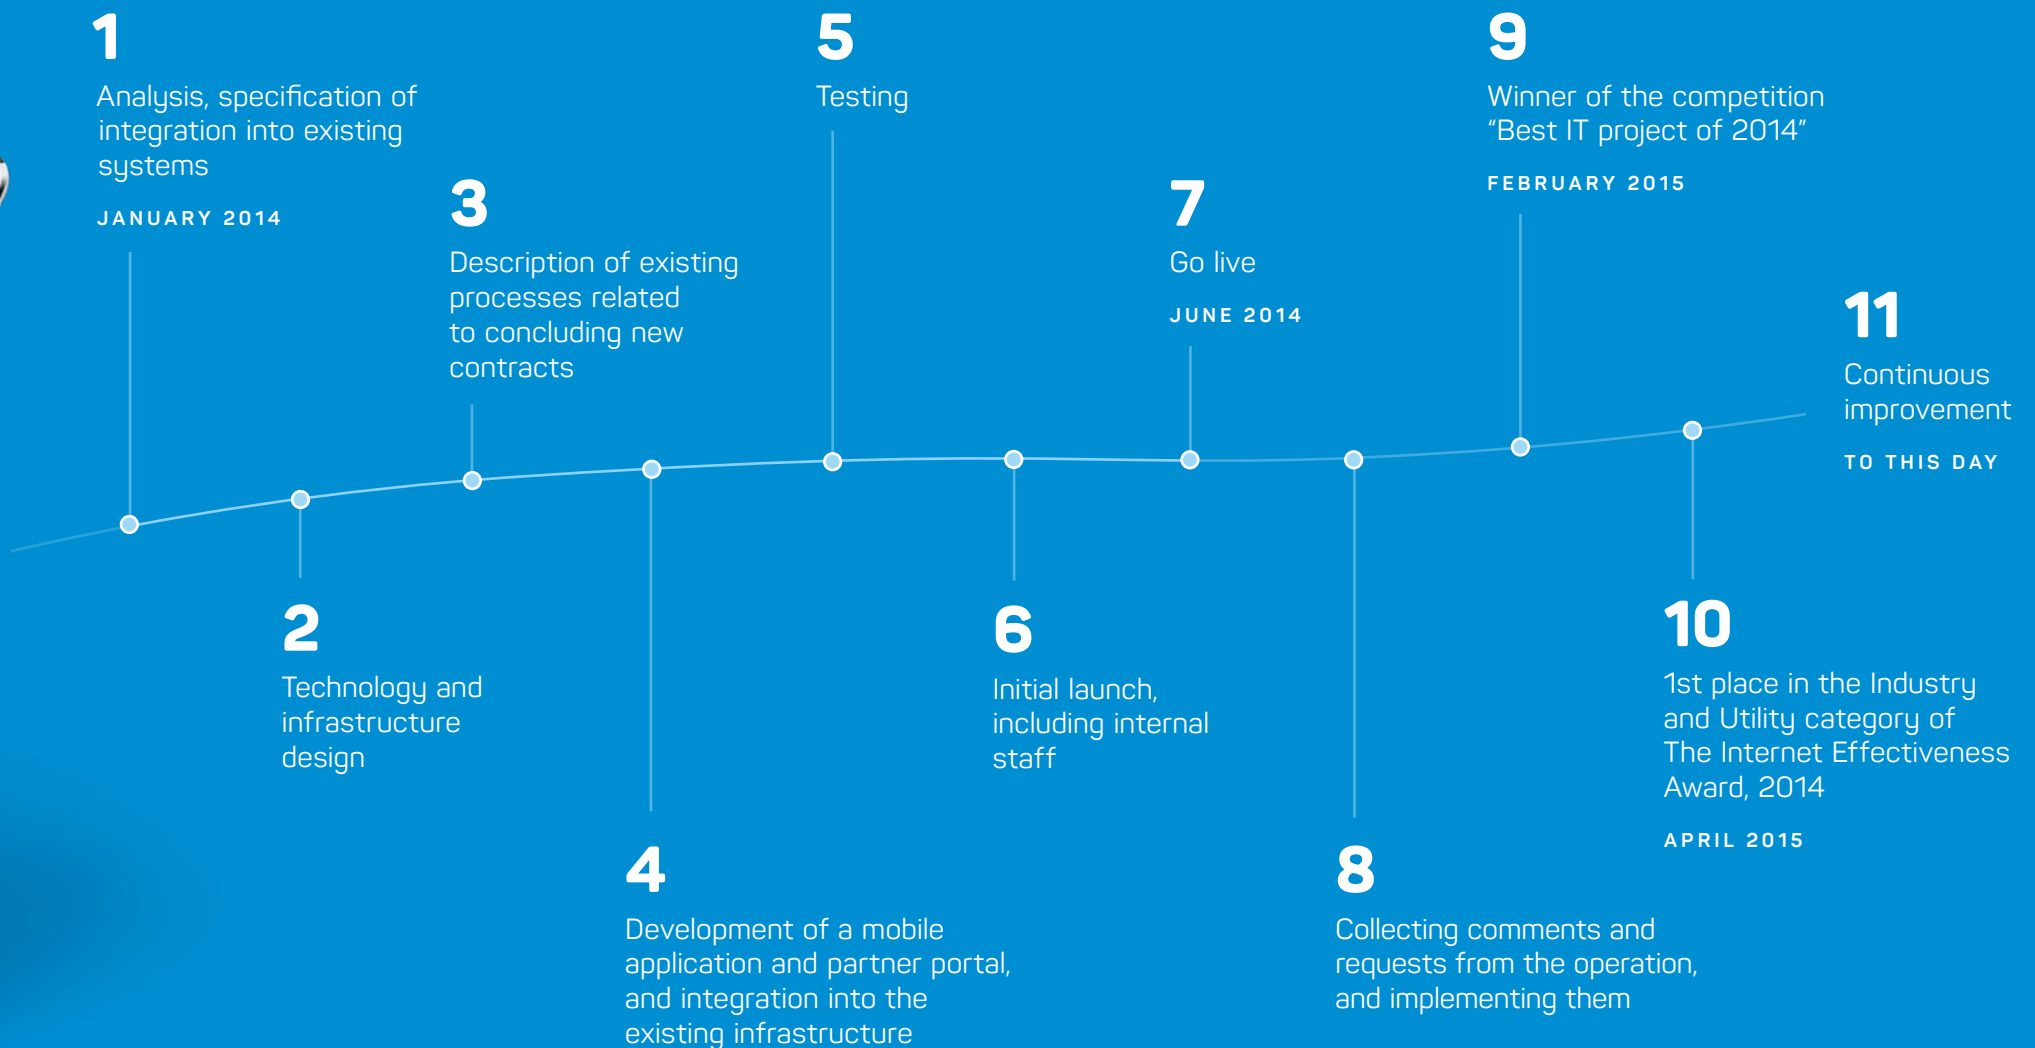 1
Analysis, specification of
integration into existing
systems
JANUARY 2014
2
Technology and
infrastructure
design
3
Description of existing
processes related
to concluding new
contracts
4
Development of a mobile
application and partner portal,
and integration into the
existing infrastructure
5
Testing
6
Initial launch,
including internal
staff
7
Go live
JUNE 2014
8
Collecting comments and
requests from the operation,
and implementing them
9
Winner of the competition
“Best IT project of 2014”
FEBRUARY 2015
10
1st place in the Industry
and Utility category of
The Internet Effectiveness
Award, 2014
APRIL 2015
11
Continuous
improvement
TO THIS DAY